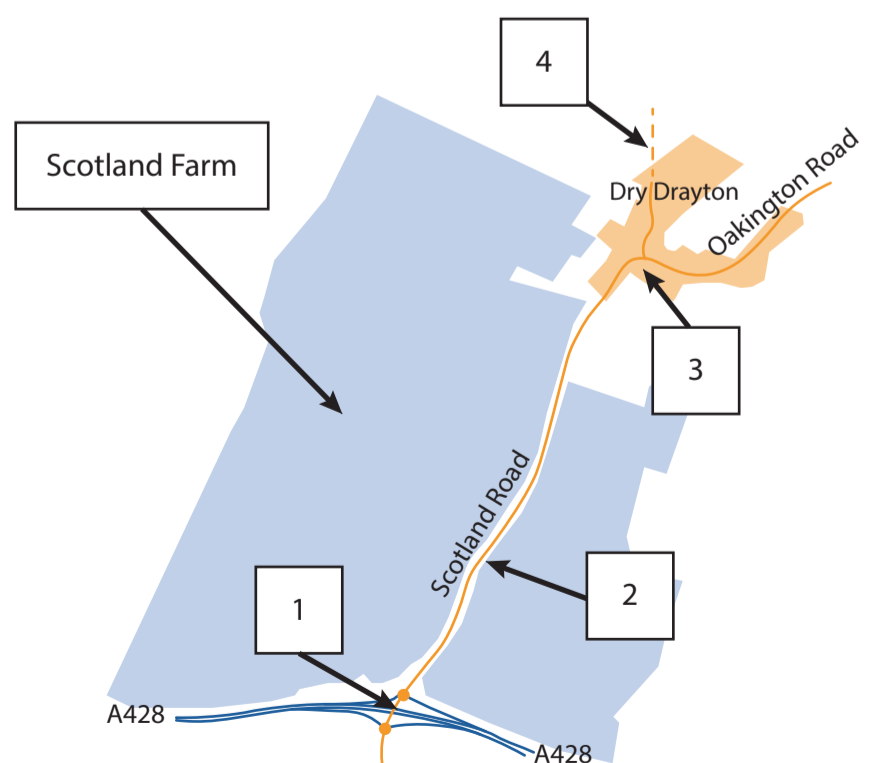 4
Scotland Farm
Dry Drayton
Oakington Road
3
Scotland Road
2
1
A428
A428